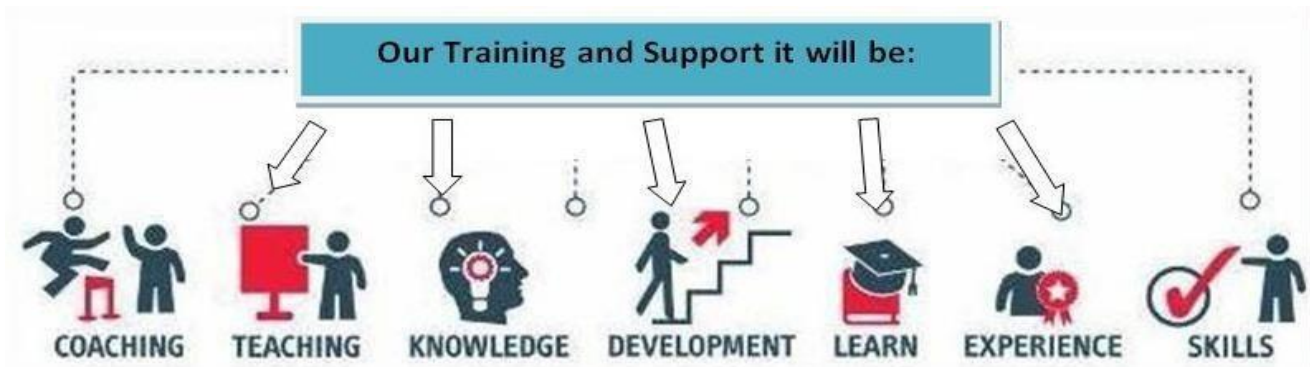 Our Training and Support it will be:
COACHING TEACHING KNOWLEDGE DEVELOPMENT LEARN EXPERIENCE SKILLS